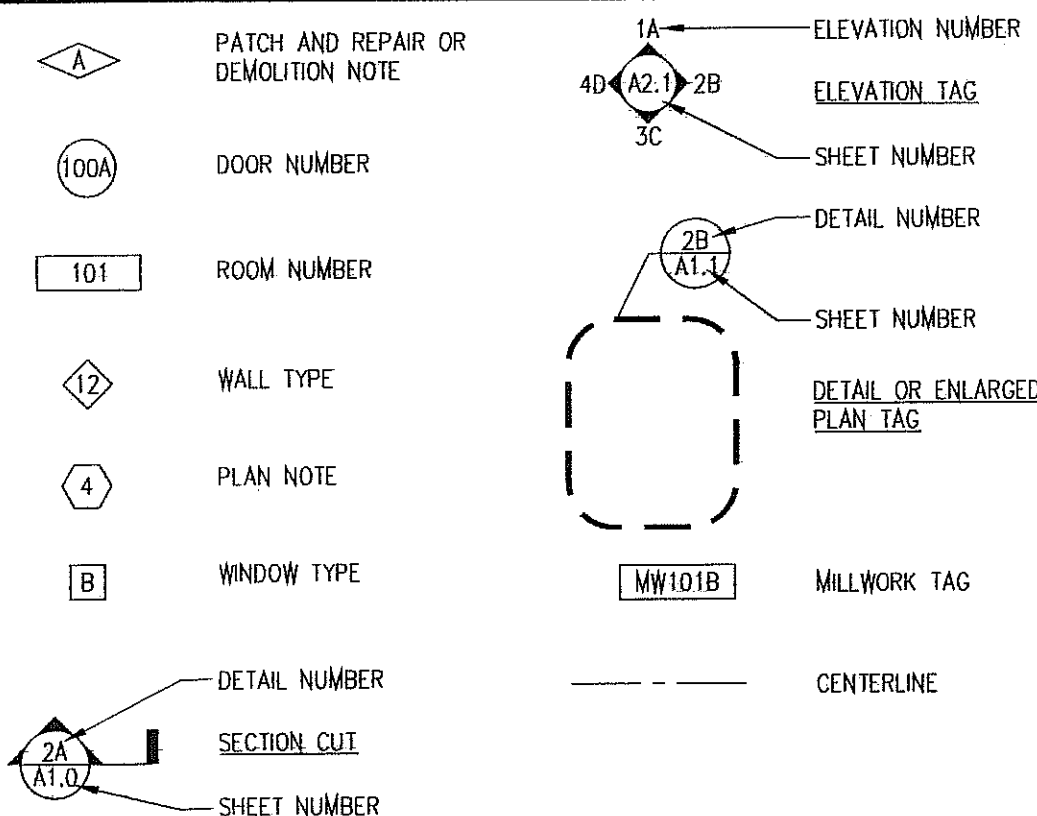 A
PATCH AND REPAIR OR
DEMOLITION NOTE
100A
DOOR NUMBER
101
ROOM NUMBER
12
WALL TYPE
4
PLAN NOTE
B
WINDOW TYPE
DETAIL NUMBER
2A
A1.0
SECTION CUT
SHEET NUMBER
1A
ELEVATION NUMBER
4D A2.1 2B
ELEVATION TAG
3C
SHEET NUMBER
DETAIL NUMBER
2B
A1.1
SHEET NUMBER
DETAIL OR ENLARGED
PLAN TAG
MW101B
MILLWORK TAG
CENTERLINE